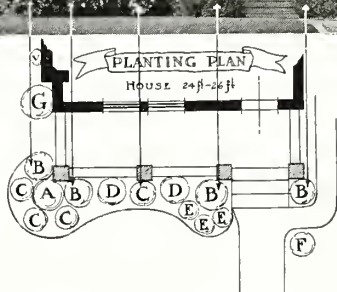 V
PLANTING PLAN
HOUSE 24ft-26ft
G
B
C A B D C D B B
C C E E E
F